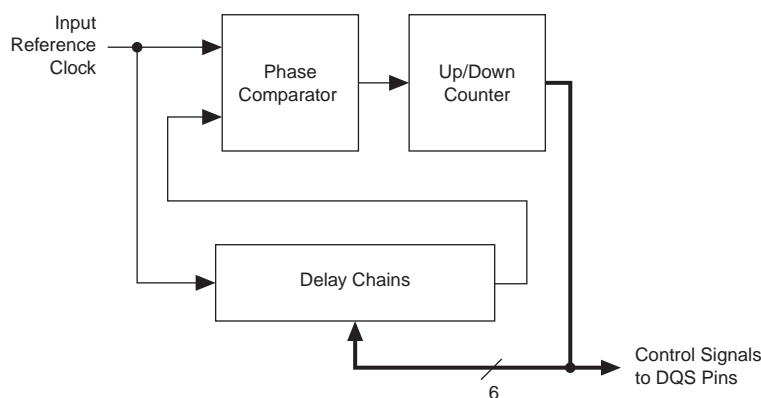 Input
Reference
Clock
Phase
Comparator
Up/Down
Counter
Delay Chains
6
Control Signals
to DQS Pins